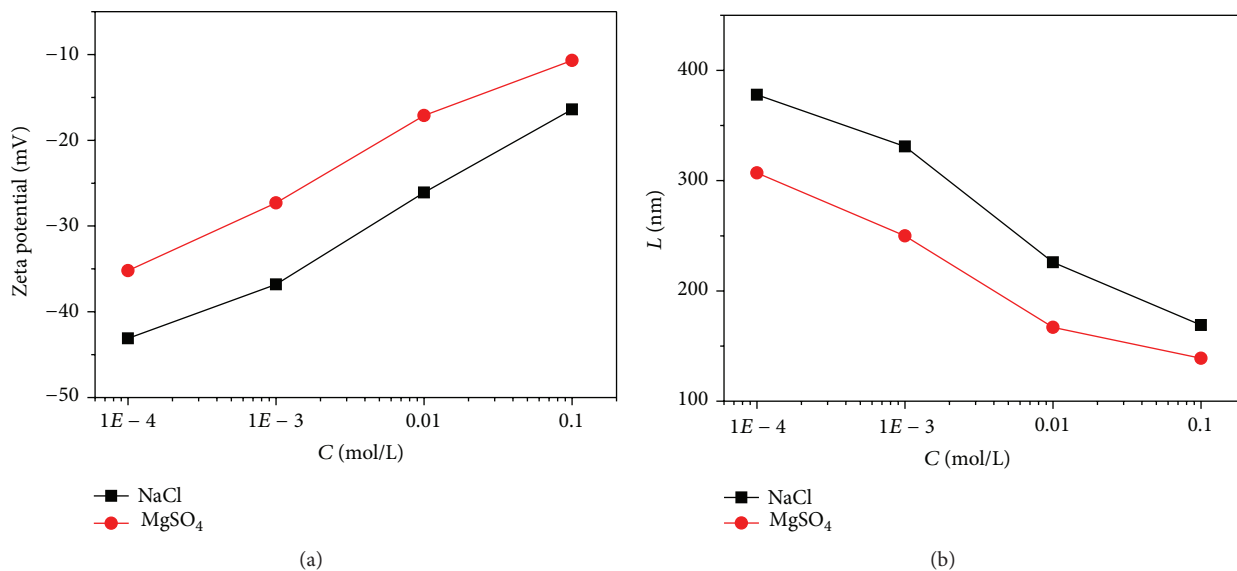 Zeta potential (mV)
−10
−20
−30
−40
−50
1E − 4 1E − 3 0.01 0.1
C (mol/L)
NaCl
MgSO₄
(a)
L (nm)
400
300
200
100
1E − 4 1E − 3 0.01 0.1
C (mol/L)
NaCl
MgSO₄
(b)